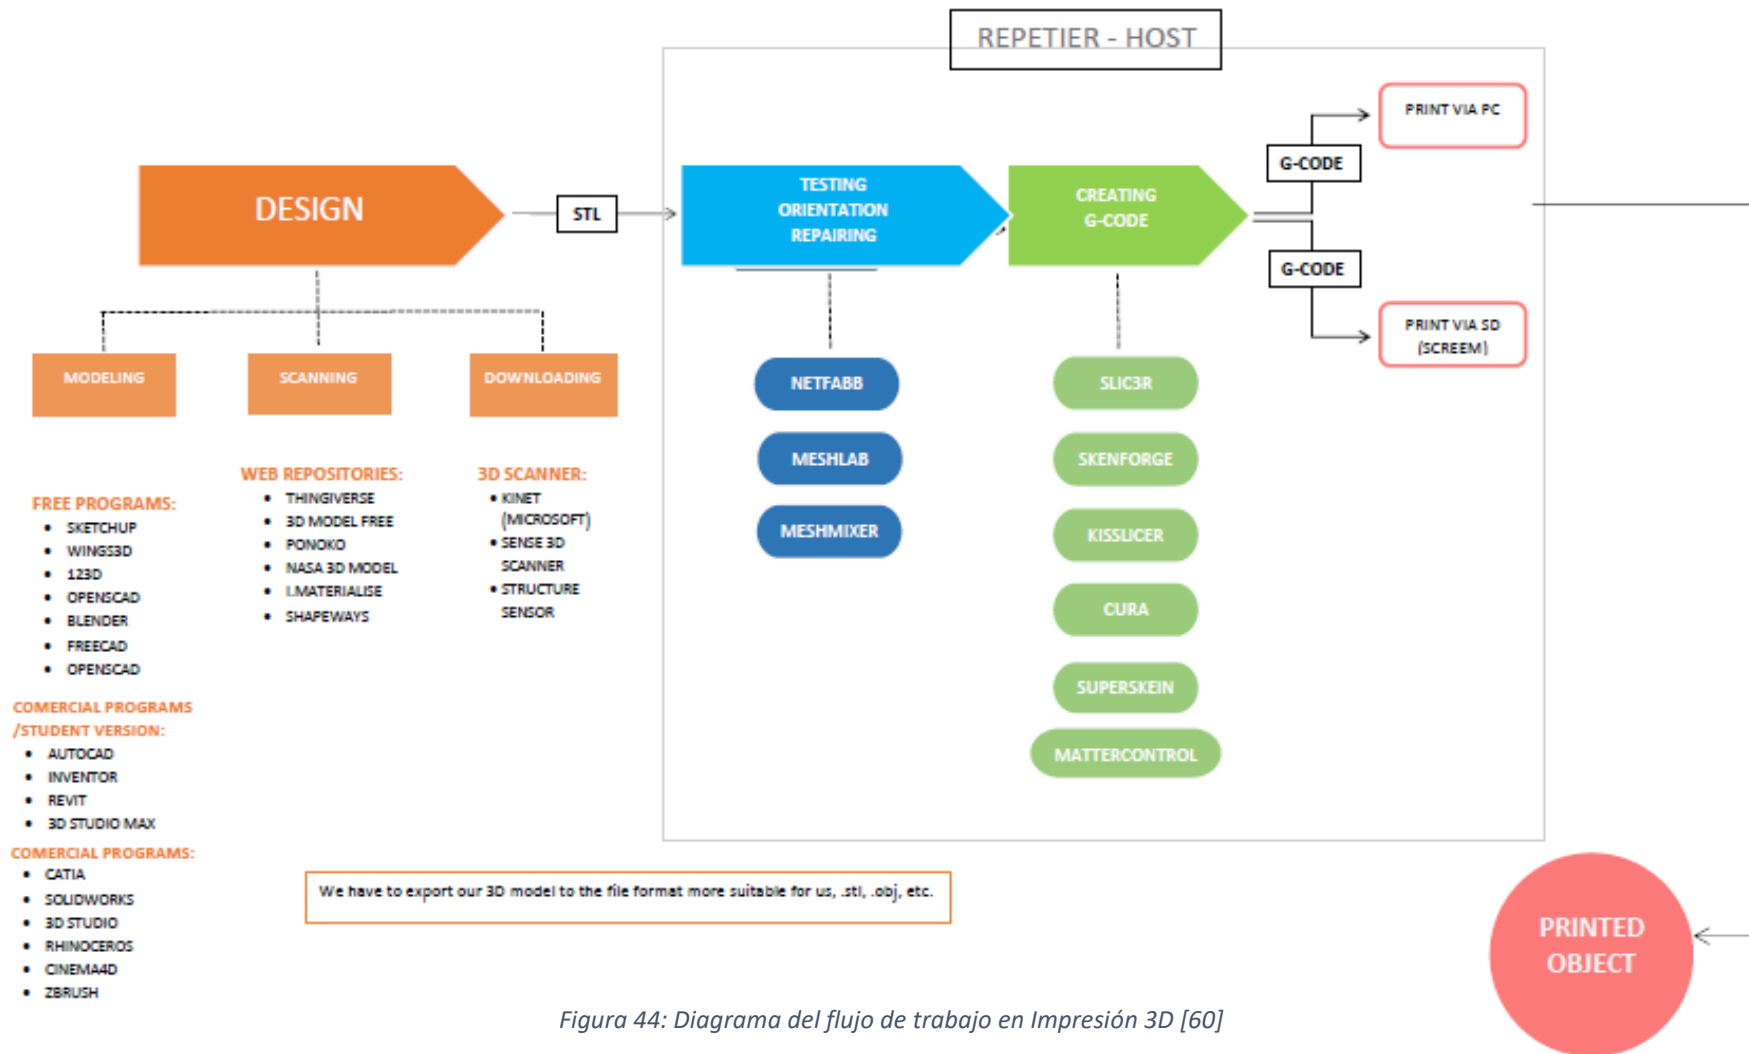 REPETIER - HOST
PRINT VIA PC
G-CODE
DESIGN
STL
TESTING
ORIENTATION
REPAIRING
CREATING
G-CODE
G-CODE
PRINT VIA SD
(SCREEM)
MODELING
SCANNING
DOWNLOADING
NETFABB
MESHLAB
MESHMIXER
SLIC3R
SKENFORGE
KISSLICER
CURA
SUPERSKEIN
MATTERCONTROL
FREE PROGRAMS:
• SKETCHUP
• WINGS3D
• 123D
• OPENSCAD
• BLENDER
• FREECAD
• OPENSCAD
COMERCIAL PROGRAMS
/STUDENT VERSION:
• AUTOCAD
• INVENTOR
• REVIT
• 3D STUDIO MAX
COMERCIAL PROGRAMS:
• CATIA
• SOLIDWORKS
• 3D STUDIO
• RHINOCEROS
• CINEMA4D
• ZBRUSH
WEB REPOSITORIES:
• THINGIVERSE
• 3D MODEL FREE
• PONOKO
• NASA 3D MODEL
• I.MATERIALISE
• SHAPEWAYS
3D SCANNER:
• KINET
(MICROSOFT)
• SENSE 3D
SCANNER
• STRUCTURE
SENSOR
We have to export our 3D model to the file format more suitable for us, .stl, .obj, etc.
PRINTED
OBJECT
Figura 44: Diagrama del flujo de trabajo en Impresión 3D [60]